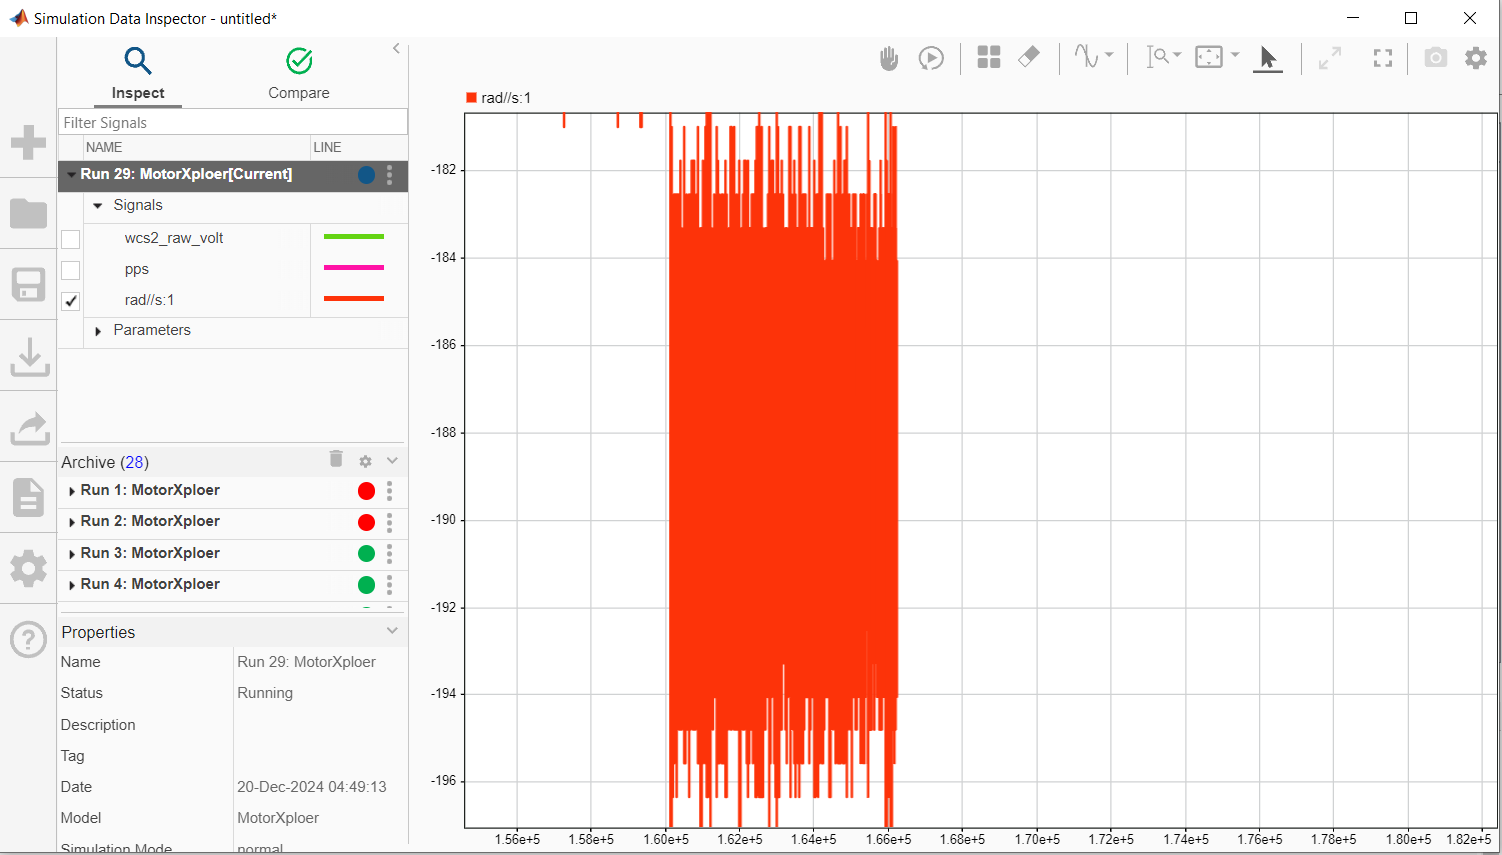 Simulation Data Inspector - untitled*
Inspect
Compare
Filter Signals
NAME
LINE
Run 29: MotorXploer[Current]
Signals
wcs2_raw_volt
pps
rad//s:1
Parameters
Archive (28)
Run 1: MotorXploer
Run 2: MotorXploer
Run 3: MotorXploer
Run 4: MotorXploer
Properties
Name Run 29: MotorXploer
Status Running
Description
Tag
Date 20-Dec-2024 04:49:13
Model MotorXploer
Simulation Mode normal
rad//s:1
-182
-184
-186
-188
-190
-192
-194
-196
1.56e+5 1.58e+5 1.60e+5 1.62e+5 1.64e+5 1.66e+5 1.68e+5 1.70e+5 1.72e+5 1.74e+5 1.76e+5 1.78e+5 1.80e+5 1.82e+5